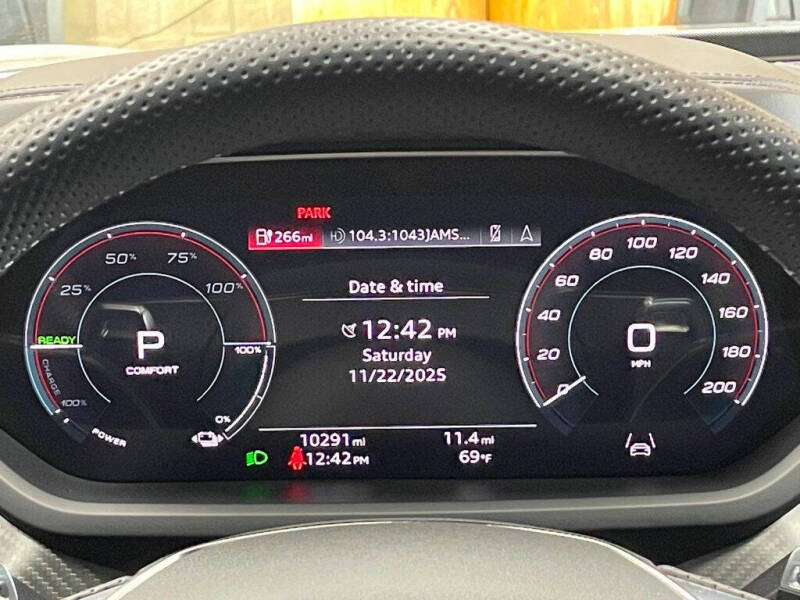 PARK
266mi HD 104.3:1043JAMS...
Date & time
12:42 PM
Saturday
11/22/2025
25% 50% 75% 100%
READY
P
COMFORT
CHARGE
100%
POWER
100%
0%
0 20 40 60 80 100 120 140 160 180 200
0
MPH
10291mi 11.4mi
12:42PM 69°F